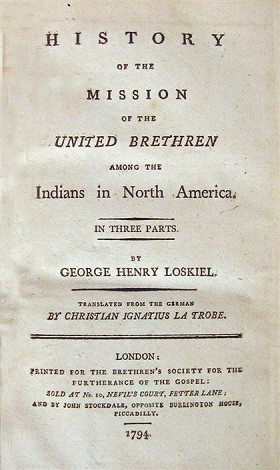 HISTORY
OF THE
MISSION
OF THE
UNITED BRETHREN
AMONG THE
Indians in North America.
IN THREE PARTS.
BY
GEORGE HENRY LOSKIEL.
TRANSLATED FROM THE GERMAN
BY CHRISTIAN IGNATIUS LA TROBE.
LONDON:
PRINTED FOR THE BRETHREN'S SOCIETY FOR THE
FURTHERANCE OF THE GOSPEL:
SOLD AT No. 10, NEVIL'S COURT, FETTER LANE;
AND BY JOHN STOCKDALE, OPPOSITE BURLINGTON HOUSE,
PICCADILLY.
1794.